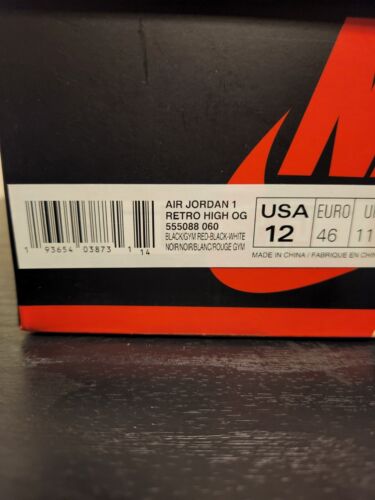 AIR JORDAN 1
RETRO HIGH OG
555088 060
BLACK/GYM RED-BLACK-WHITE
NOIR/NOIR/BLANC/ROUGE GYM
1 93654 03873 1 14
USA
12
EURO
46
11
MADE IN CHINA / FABRIQUE EN